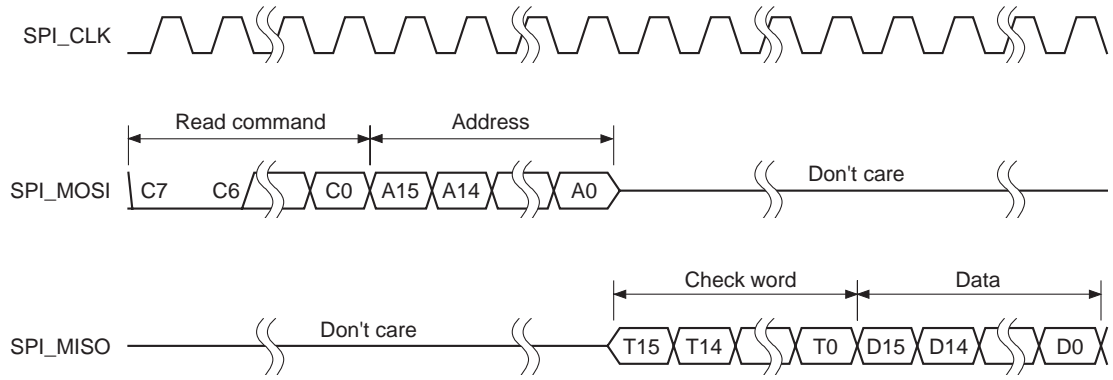 SPI_CLK
Read command Address
SPI_MOSI C7 C6 C0 A15 A14 A0 Don't care
Check word Data
SPI_MISO Don't care T15 T14 T0 D15 D14 D0